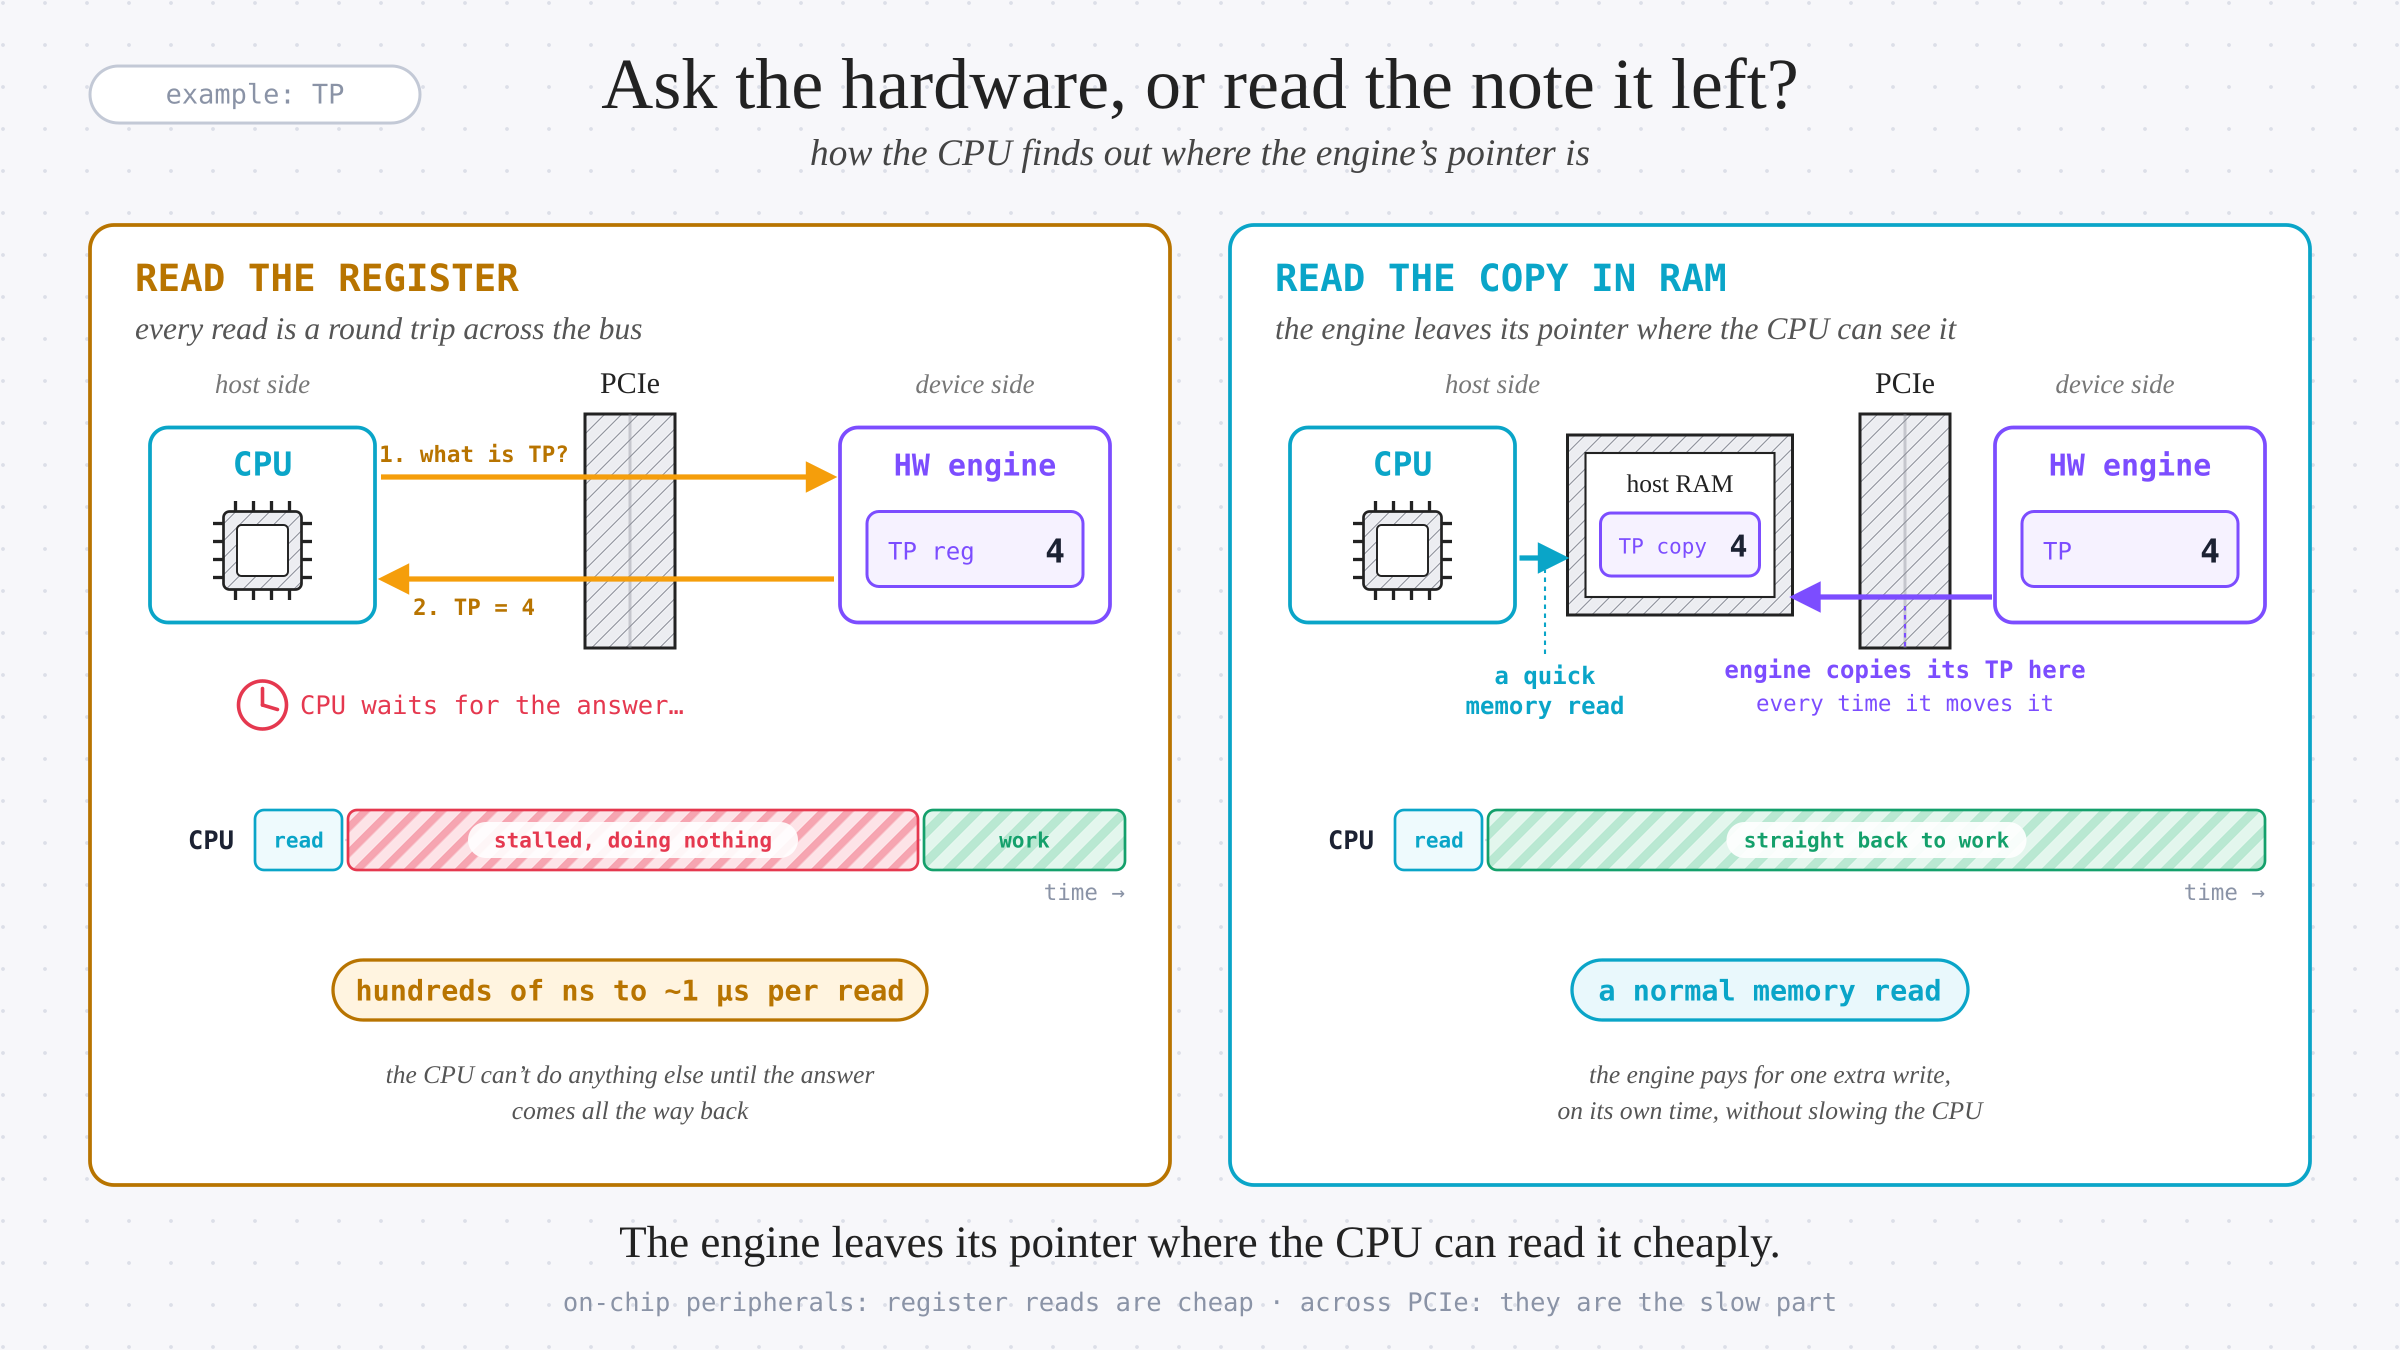 example: TP
Ask the hardware, or read the note it left?
how the CPU finds out where the engine’s pointer is
READ THE REGISTER
every read is a round trip across the bus
host side
PCIe
device side
CPU
1. what is TP?
HW engine
TP reg 4
2. TP = 4
CPU waits for the answer…
CPU
read
stalled, doing nothing
work
time →
hundreds of ns to ~1 µs per read
the CPU can’t do anything else until the answer
comes all the way back
READ THE COPY IN RAM
the engine leaves its pointer where the CPU can see it
host side
PCIe
device side
CPU
host RAM
TP copy 4
HW engine
TP 4
a quick
memory read
engine copies its TP here
every time it moves it
CPU
read
straight back to work
time →
a normal memory read
the engine pays for one extra write,
on its own time, without slowing the CPU
The engine leaves its pointer where the CPU can read it cheaply.
on-chip peripherals: register reads are cheap · across PCIe: they are the slow part